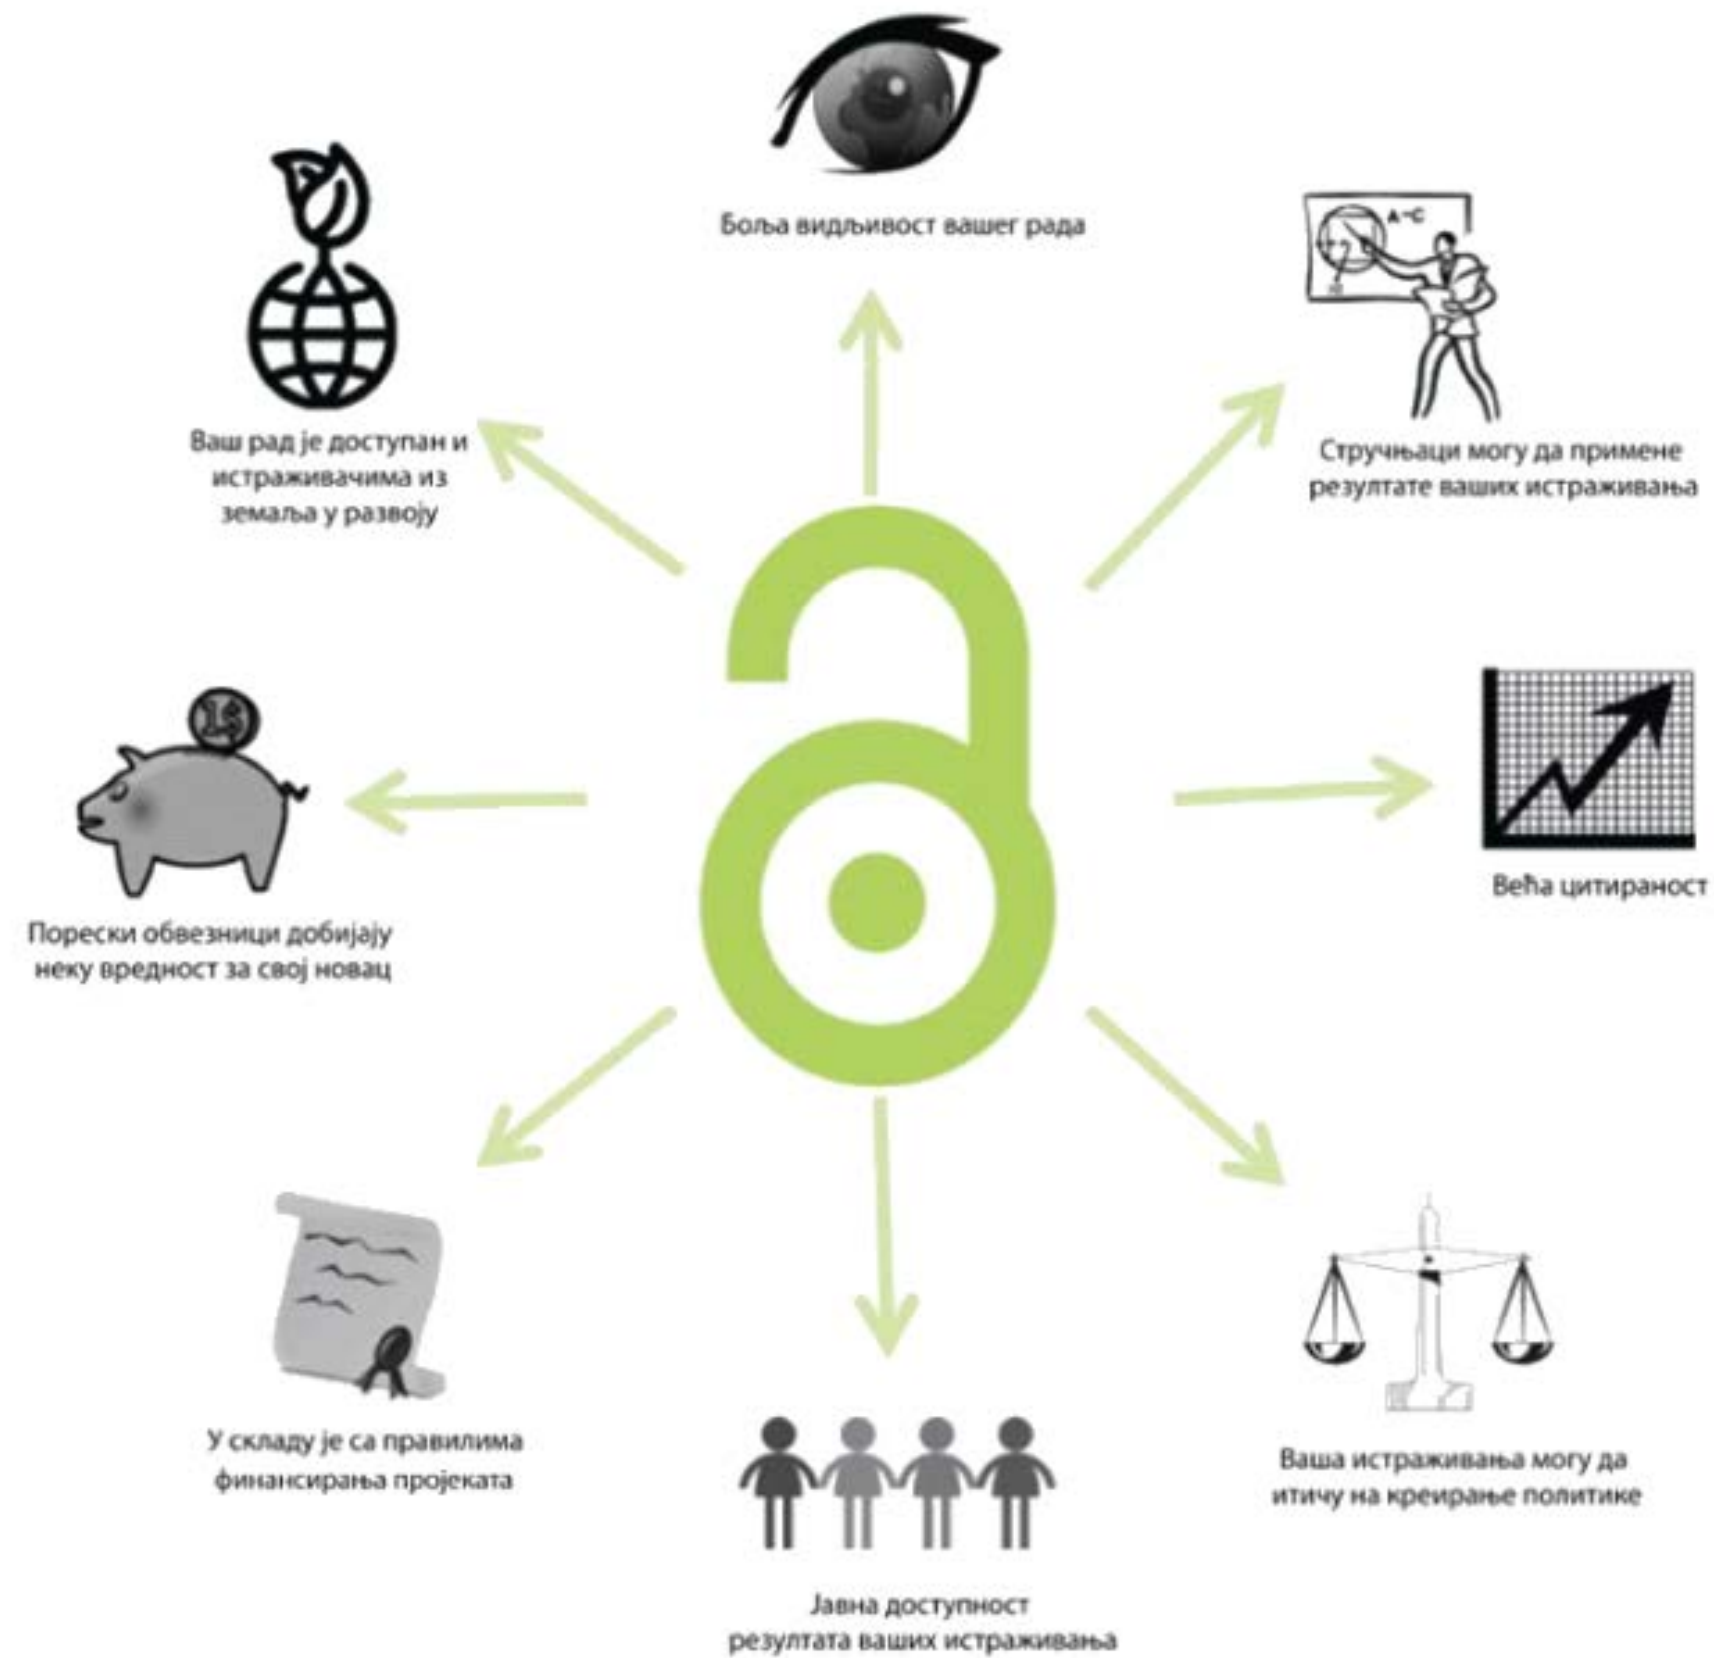 Боља видљивост вашег рада
A=C
Стручњаци могу да примене
резултате ваших истраживања
Ваш рад је доступан и
истраживачима из
земаља у развоју
1$
Већа цитираност
Порески обвезници добијају
неку вредност за свој новац
У складу је са правилима
финансирања пројеката
Ваша истраживања могу да
итичу на креирање политике
Јавна доступност
резултата ваших истраживања